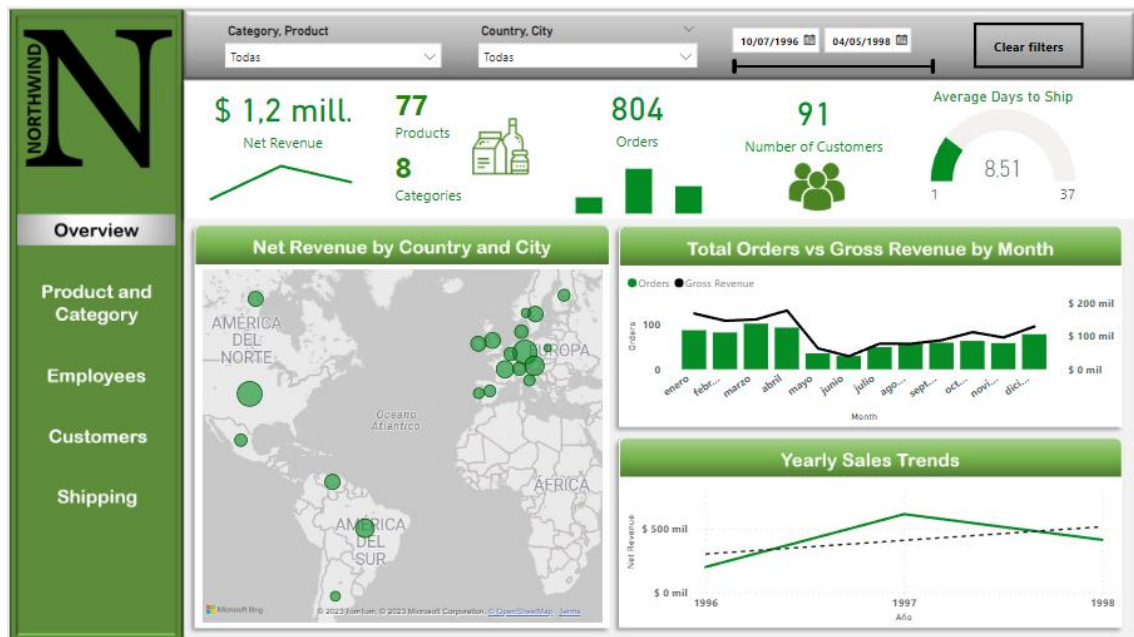 NORTHWIND
N
Overview
Product and
Category
Employees
Customers
Shipping
Category, Product
Todas
Country, City
Todas
10/07/1996
04/05/1998
Clear filters
$ 1,2 mill.
Net Revenue
77
Products
8
Categories
804
Orders
91
Number of Customers
Average Days to Ship
8,51
1
37
Net Revenue by Country and City
AMÉRICA
DEL
NORTE
EUROPA
Océano
Atlántico
ÁFRICA
AMÉRICA
DEL
SUR
Microsoft Bing
© 2023 TomTom, © 2023 Microsoft Corporation, © OpenStreetMap Terms
Total Orders vs Gross Revenue by Month
Orders Gross Revenue
Orders
100
0
$ 200 mil
$ 100 mil
$ 0 mil
enero
febr...
marzo
abril
mayo
junio
julio
ago...
sept...
oct...
novi...
dici...
Month
Yearly Sales Trends
Net Revenue
$ 500 mil
$ 0 mil
1996
1997
1998
Año